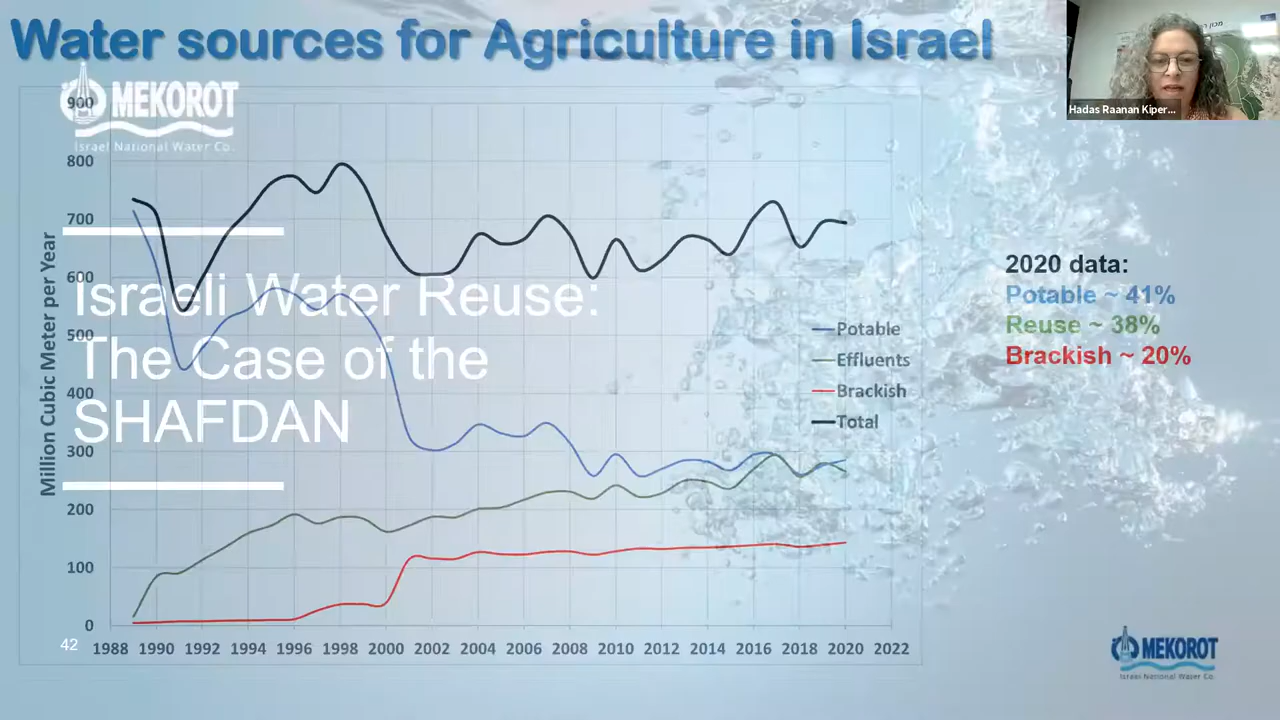 Water sources for Agriculture in Israel
MEKOROT
Israel National Water Co.
Hadas Raanan Kiper...
Israeli Water Reuse:
The Case of the
SHAFDAN
42
Million Cubic Meter per Year
900
800
700
600
500
400
300
200
100
0
1988 1990 1992 1994 1996 1998 2000 2002 2004 2006 2008 2010 2012 2014 2016 2018 2020 2022
Potable
Effluents
Brackish
Total
2020 data:
Potable ~ 41%
Reuse ~ 38%
Brackish ~ 20%
MEKOROT
Israel National Water Co.